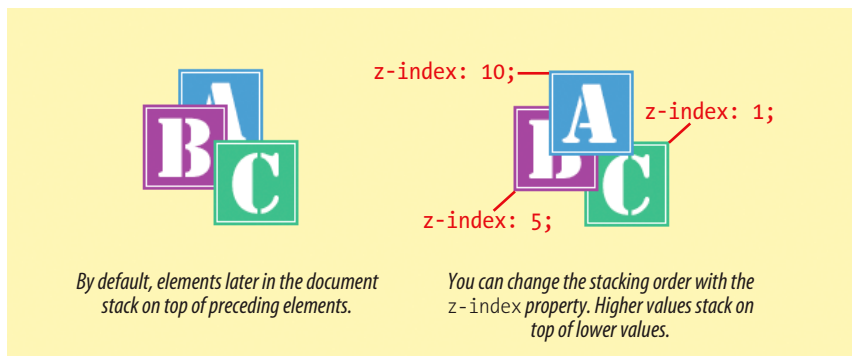 A
B
C
By default, elements later in the document
stack on top of preceding elements.
z-index: 10;
A
z-index: 1;
B
C
z-index: 5;
You can change the stacking order with the
z-index property. Higher values stack on
top of lower values.